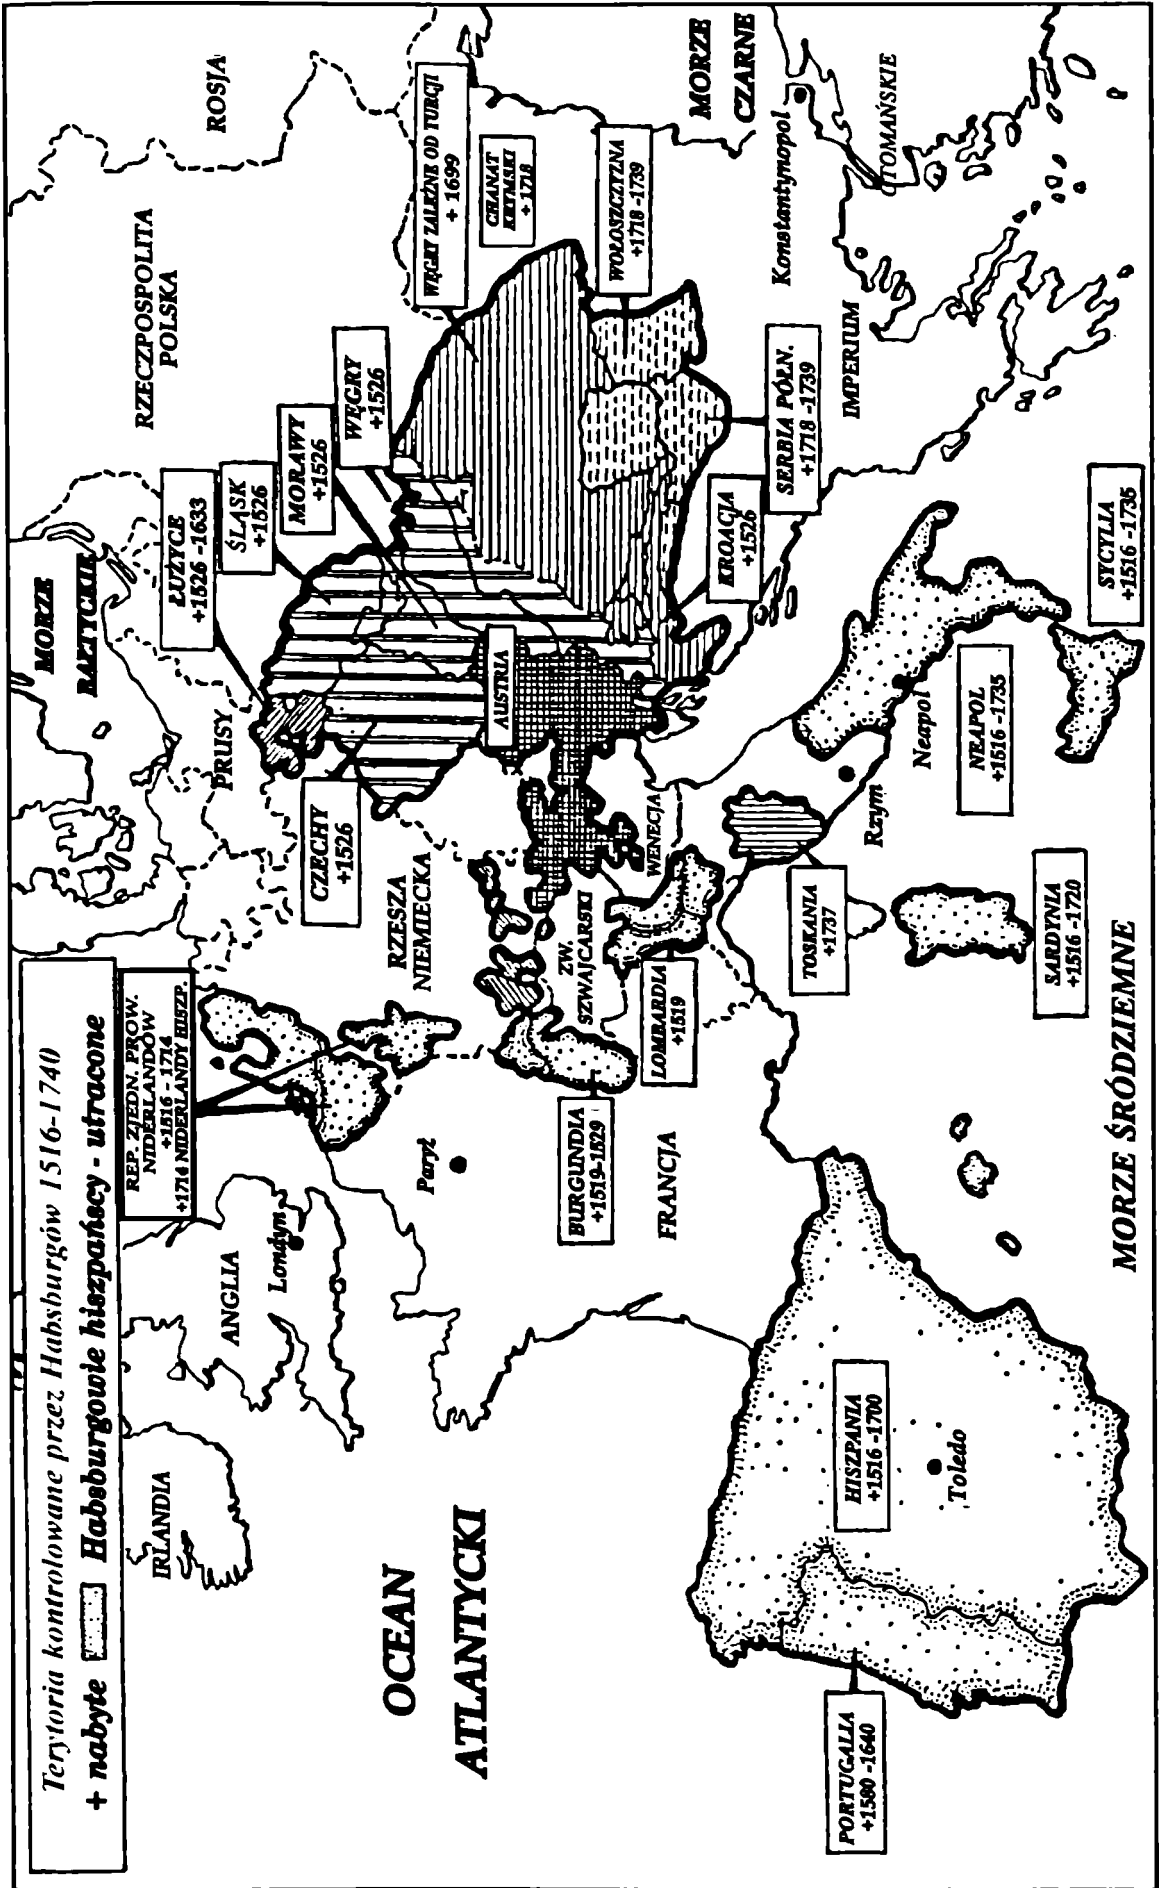 Terytoria kontrolowane przez Habsburgów 1516-1740
+ nabyte Habsburgowie hiszpańscy - utracone
REP. ZJEDN. PROW.
NIDERLANDÓW
+1516 - 1714
+1714 NIDERLANDY HISZP.
MORZE
BAŁTYCKIE
PRUSY
ŁUŻYCE
+1526 -1633
ŚLĄSK
+1526
MORAWY
+1526
WĘGRY
+1526
RZECZPOSPOLITA
POLSKA
ROSJA
WĘGRY ZALEŻNE OD TURCJI
+ 1699
CHANAT
KRYMSKI
+ 1718
WOŁOSZCZYZNA
+1718 -1739
MORZE
CZARNE
Konstantynopol
IMPERIUM
OTOMAŃSKIE
SERBIA PÓŁN.
+1718 -1739
KROACJA
+1526
AUSTRIA
CZECHY
+1526
RZESZA
NIEMIECKA
ZW.
SZWAJCARSKI
WENECJA
LOMBARDIA
+1519
BURGUNDIA
+1519-1529
FRANCJA
Paryż
IRLANDIA
ANGLIA
Londyn
OCEAN
ATLANTYCKI
TOSKANIA
+1737
Rzym
Neapol
NEAPOL
+1516 -1735
SYCYLIA
+1516 -1735
SARDYNIA
+1516 -1720
HISZPANIA
+1516 -1700
Toledo
PORTUGALIA
+1580 -1640
MORZE ŚRÓDZIEMNE